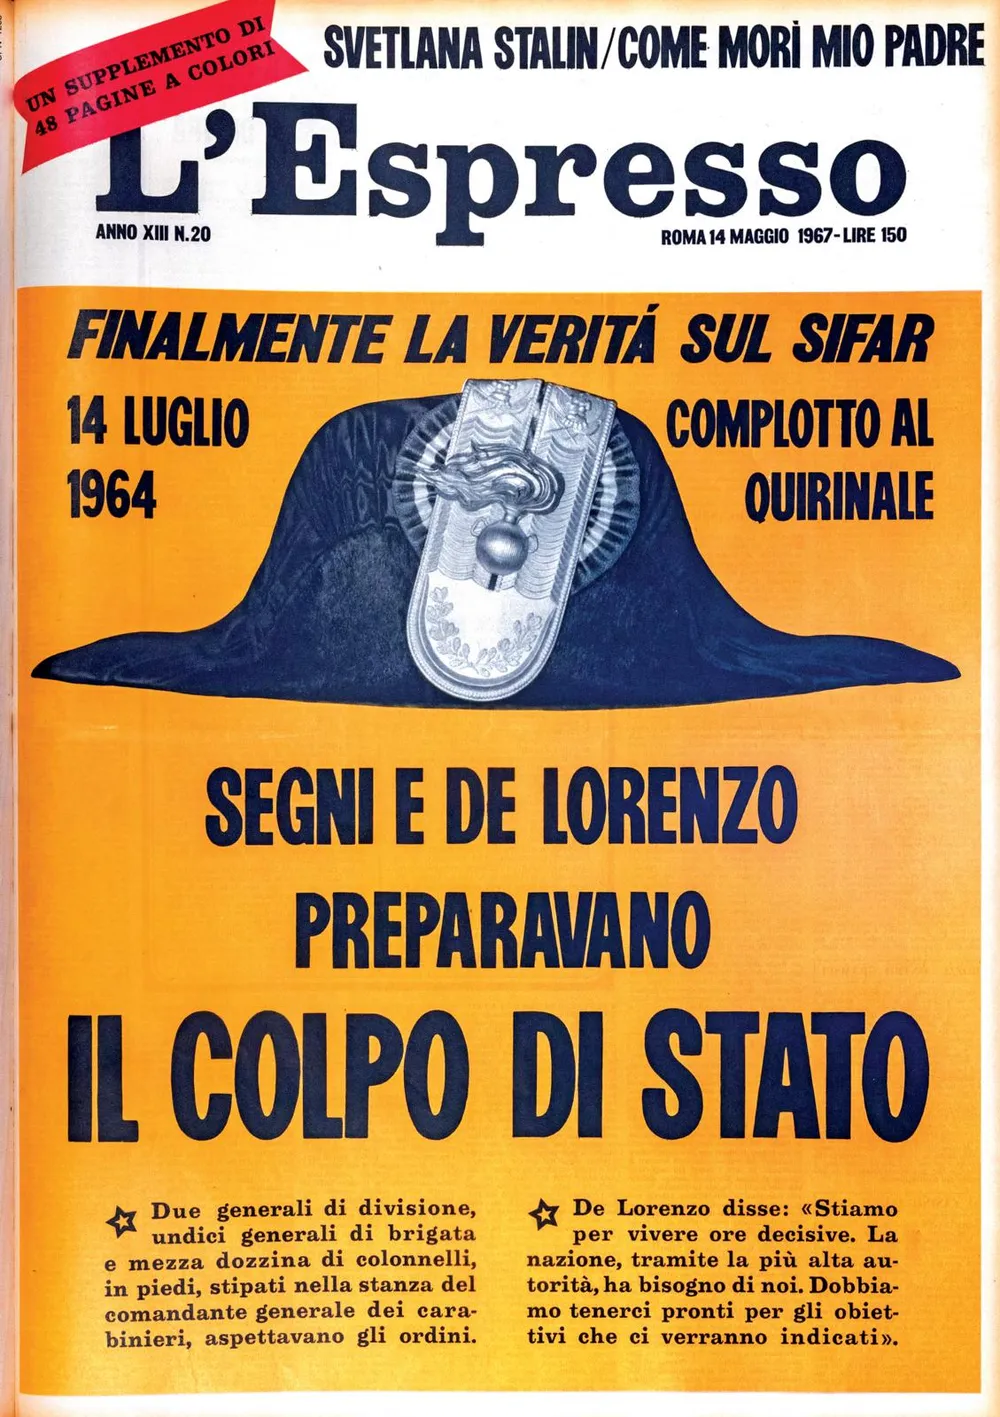 UN SUPPLEMENTO DI
48 PAGINE A COLORI
SVETLANA STALIN/COME MORÌ MIO PADRE
L'Espresso
ANNO XIII N.20
ROMA 14 MAGGIO 1967-LIRE 150
FINALMENTE LA VERITÁ SUL SIFAR
14 LUGLIO
1964
COMPLOTTO AL
QUIRINALE
SEGNI E DE LORENZO
PREPARAVANO
IL COLPO DI STATO
Due generali di divisione,
undici generali di brigata
e mezza dozzina di colonnelli,
in piedi, stipati nella stanza del
comandante generale dei cara-
binieri, aspettavano gli ordini.
De Lorenzo disse: «Stiamo
per vivere ore decisive. La
nazione, tramite la più alta au-
torità, ha bisogno di noi. Dobbia-
mo tenerci pronti per gli obiet-
tivi che ci verranno indicati».